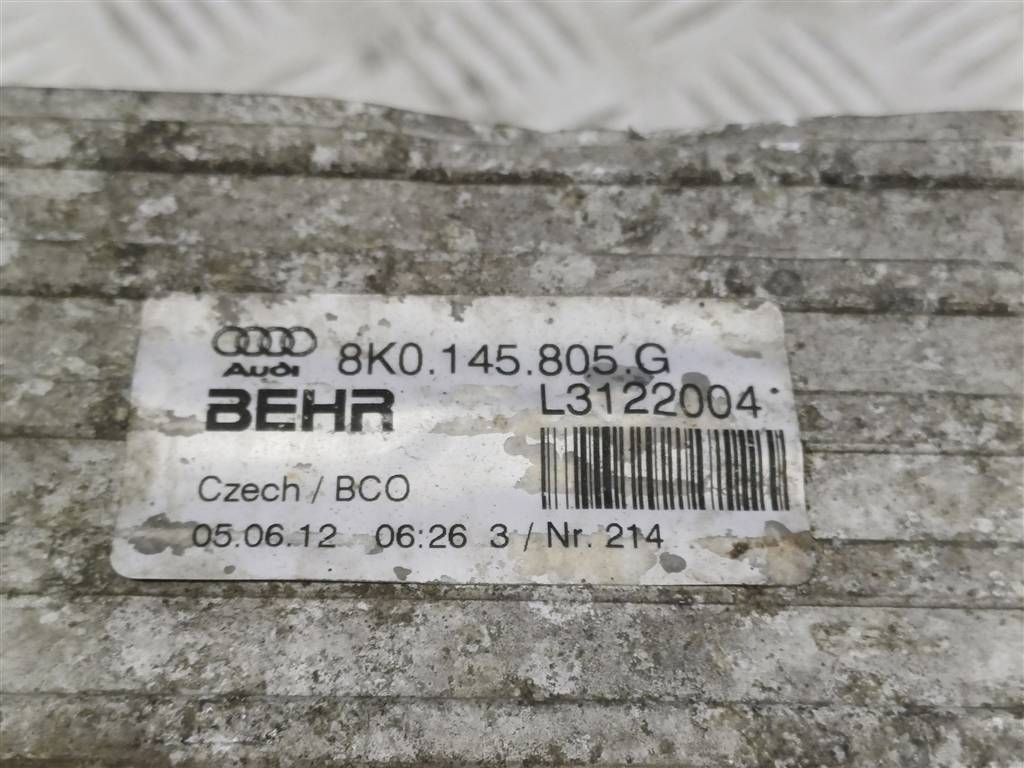 Audi 8K0.145.805.G
BEHR L3122004
Czech / BCO
05.06.12 06:26 3 / Nr. 214